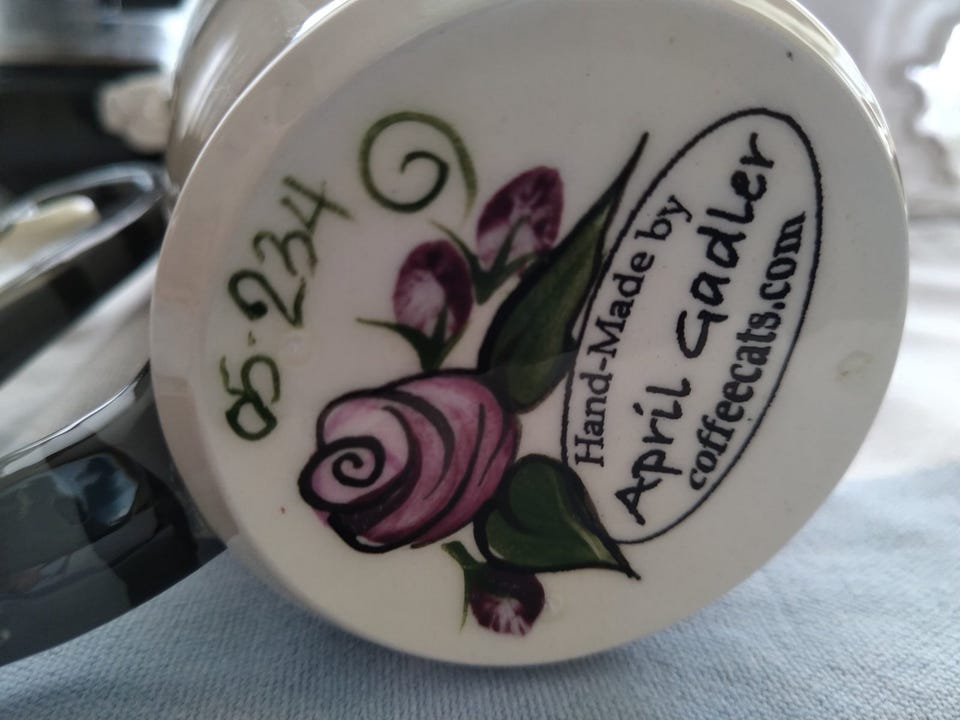 05-234
Hand-Made by
April Gadler
coffeecats.com